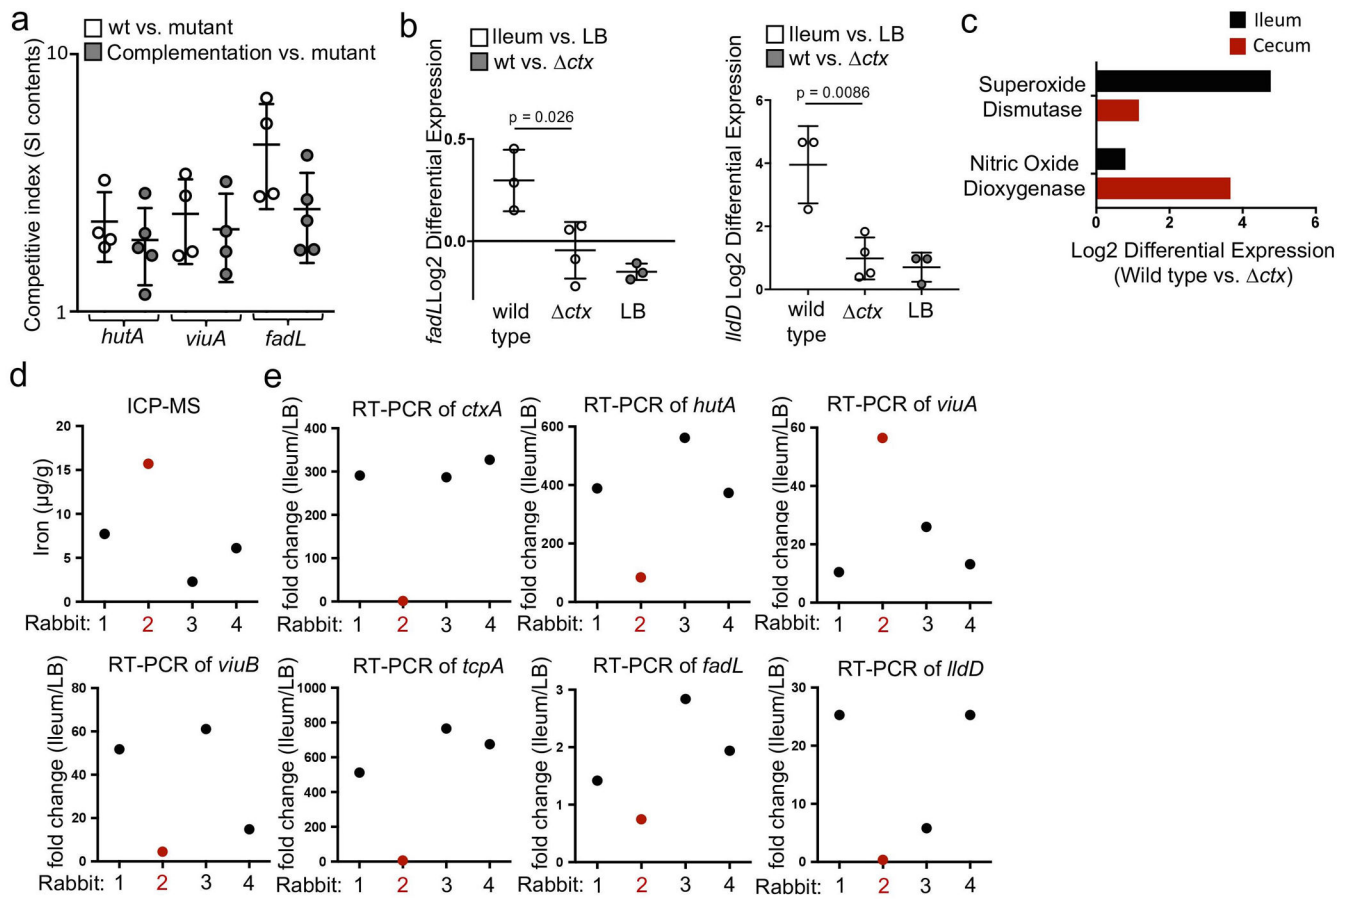 a
wt vs. mutant
Complementation vs. mutant
Competitive index (SI contents)
10
1
hutA
viuA
fadL
b
Ileum vs. LB
wt vs. Δctx
fadLLog2 Differential Expression
p = 0.026
0.5
0.0
wild
type
Δctx
LB
Ileum vs. LB
wt vs. Δctx
lldD Log2 Differential Expression
p = 0.0086
6
4
2
0
wild
type
Δctx
LB
c
Ileum
Cecum
Superoxide
Dismutase
Nitric Oxide
Dioxygenase
0 2 4 6
Log2 Differential Expression
(Wild type vs. Δctx)
d
ICP-MS
Iron (µg/g)
20
15
10
5
0
Rabbit: 1 2 3 4
e
RT-PCR of ctxA
fold change (Ileum/LB)
400
300
200
100
0
Rabbit: 1 2 3 4
RT-PCR of hutA
fold change (Ileum/LB)
600
400
200
0
Rabbit: 1 2 3 4
RT-PCR of viuA
fold change (Ileum/LB)
60
40
20
0
Rabbit: 1 2 3 4
RT-PCR of viuB
fold change (Ileum/LB)
80
60
40
20
0
Rabbit: 1 2 3 4
RT-PCR of tcpA
fold change (Ileum/LB)
1000
800
600
400
200
0
Rabbit: 1 2 3 4
RT-PCR of fadL
fold change (Ileum/LB)
3
2
1
0
Rabbit: 1 2 3 4
RT-PCR of lldD
fold change (Ileum/LB)
30
20
10
0
Rabbit: 1 2 3 4